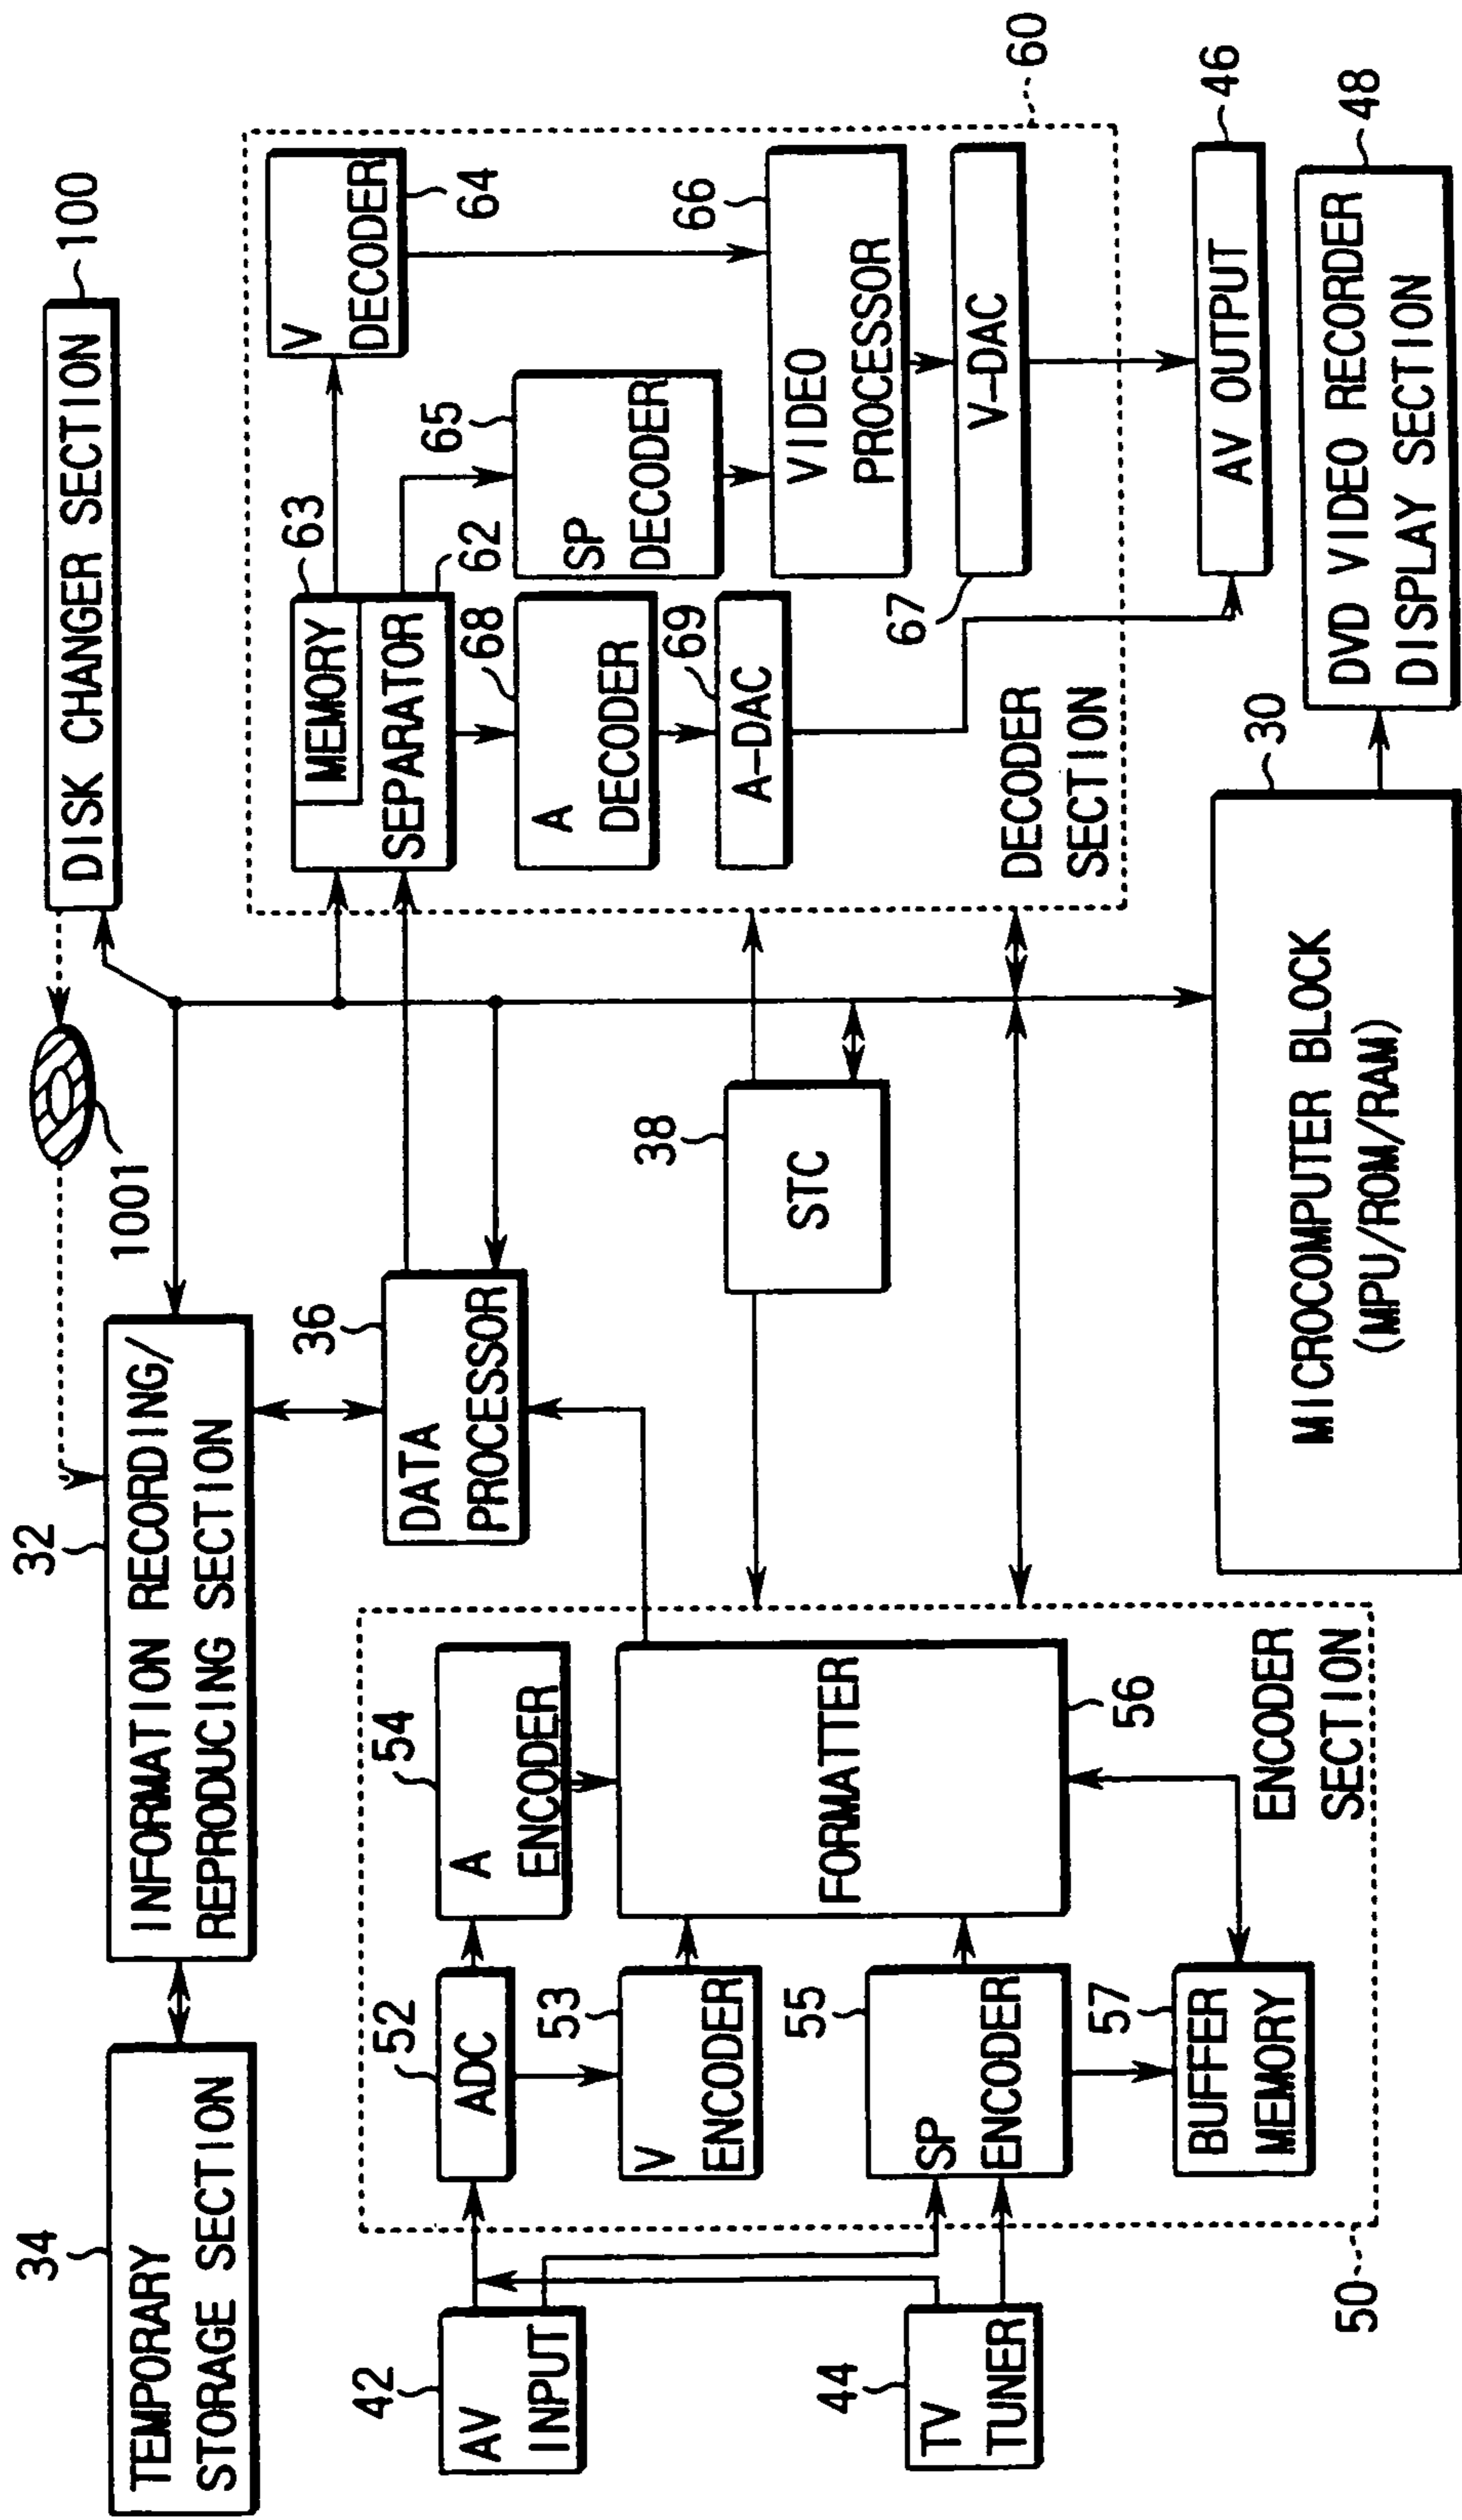 100
DISK CHANGER SECTION
1001
32
INFORMATION RECORDING/
REPRODUCING SECTION
34
TEMPORARY
STORAGE SECTION
36
DATA
PROCESSOR
38
STC
42
AV
INPUT
44
TV
TUNER
52
ADC
53
V
ENCODER
54
A
ENCODER
55
SP
ENCODER
56
FORMATTER
57
BUFFER
MEMORY
ENCODER
SECTION
50
63
MEMORY
SEPARATOR
62
V
DECODER
64
65
SP
DECODER
66
VIDEO
PROCESSOR
67
V-DAC
68
A
DECODER
69
A-DAC
DECODER
SECTION
60
46
AV OUTPUT
48
DVD VIDEO RECORDER
DISPLAY SECTION
30
MICROCOMPUTER BLOCK
(MPU/ROM/RAM)